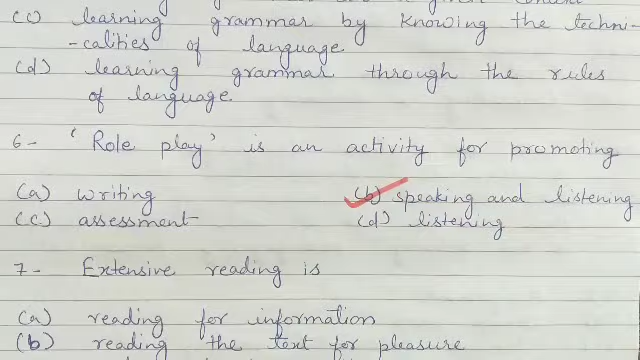 (c) learning grammar by knowing the techni-
-calities of language
(d) learning grammar through the rules
of language
6- 'Role play' is an activity for promoting
(a) writing (b) speaking and listening
(c) assessment (d) listening
7- Extensive reading is
(a) reading for information
(b) reading the text for pleasure